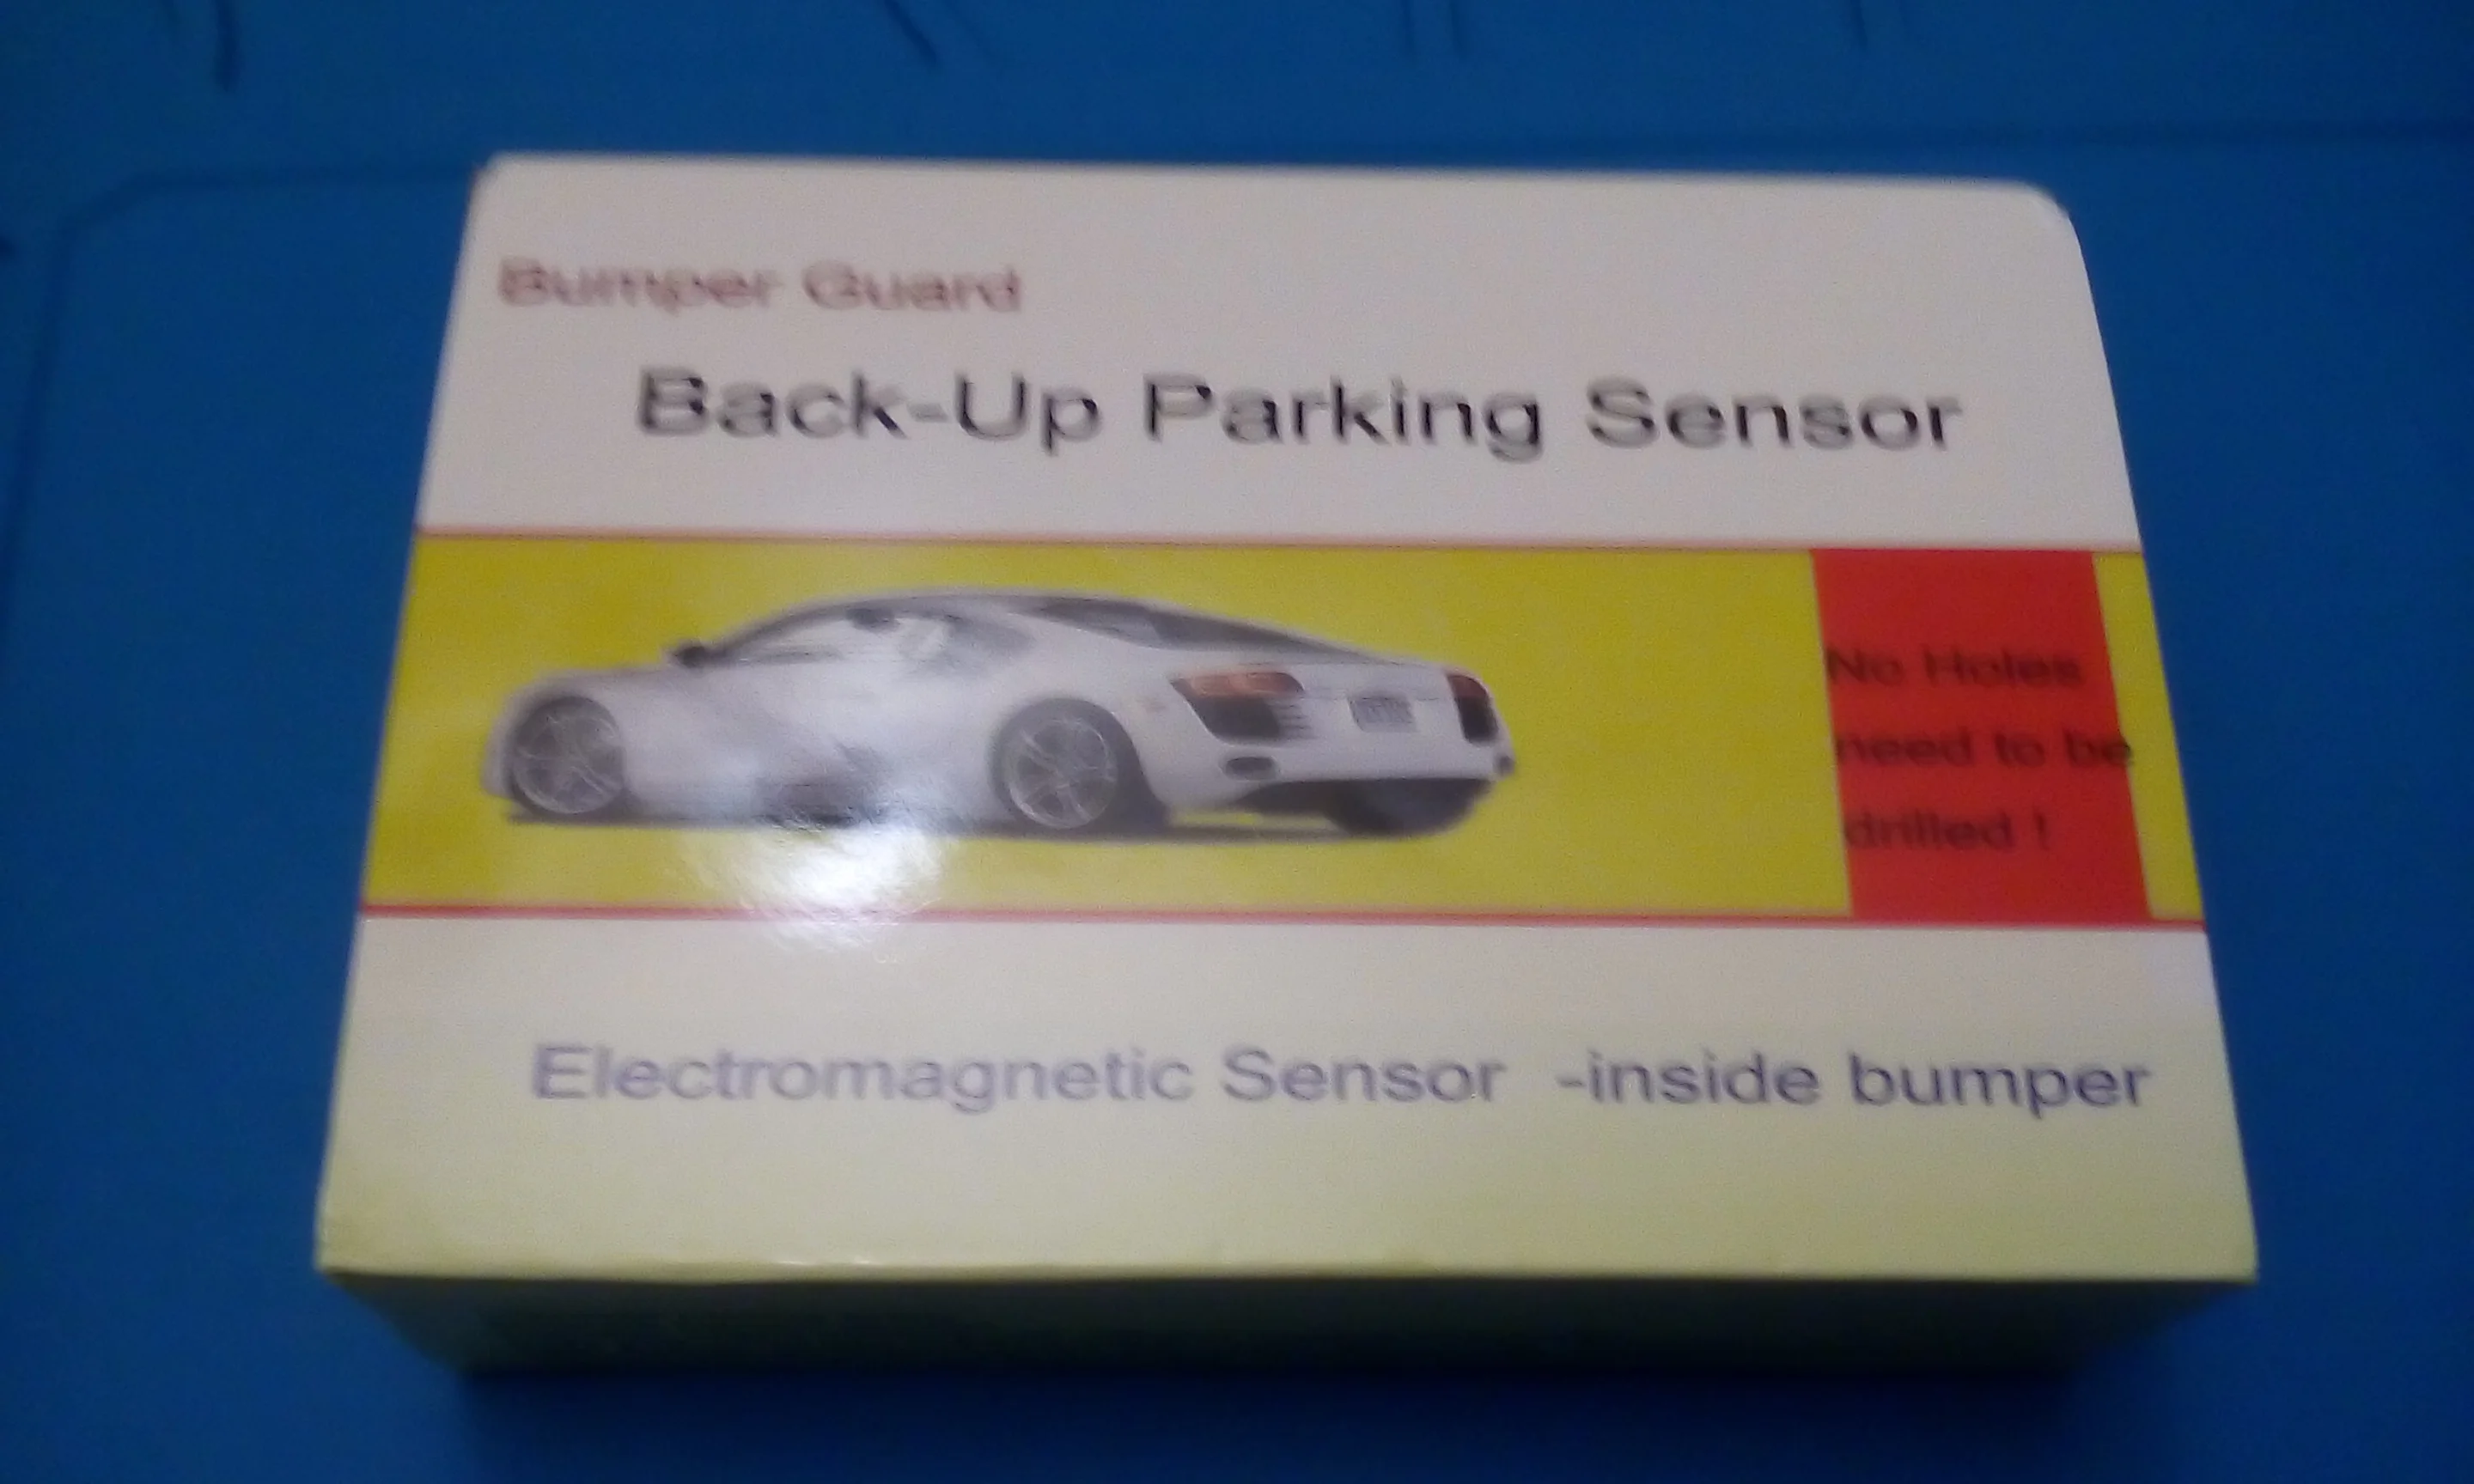 Bumper Guard
Back-Up Parking Sensor
No Holes
need to be
drilled !
Electromagnetic Sensor -inside bumper